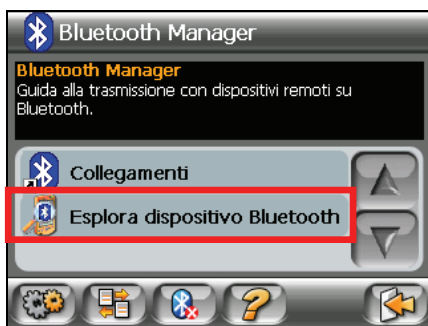 Bluetooth Manager
Bluetooth Manager
Guida alla trasmissione con dispositivi remoti su
Bluetooth.
Collegamenti
Esplora dispositivo Bluetooth